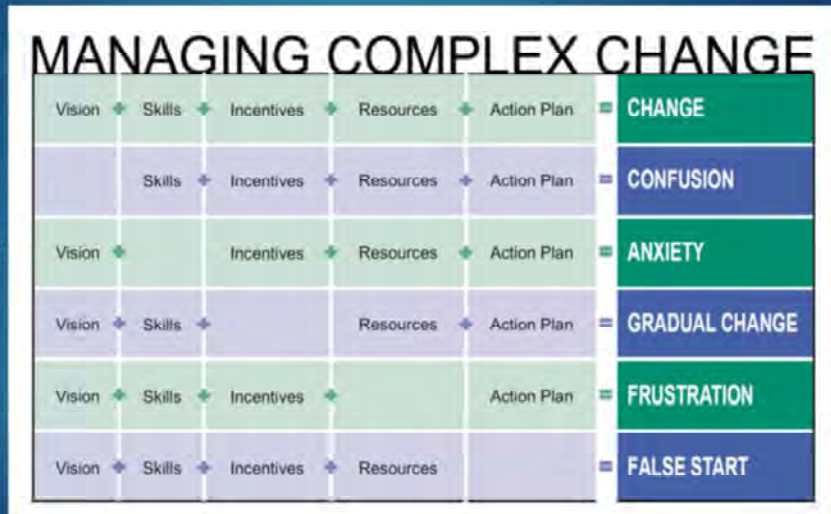 MANAGING COMPLEX CHANGE
Vision + Skills + Incentives + Resources + Action Plan = CHANGE
Skills + Incentives + Resources + Action Plan = CONFUSION
Vision + Incentives + Resources + Action Plan = ANXIETY
Vision + Skills + Resources + Action Plan = GRADUAL CHANGE
Vision + Skills + Incentives + Action Plan = FRUSTRATION
Vision + Skills + Incentives + Resources = FALSE START